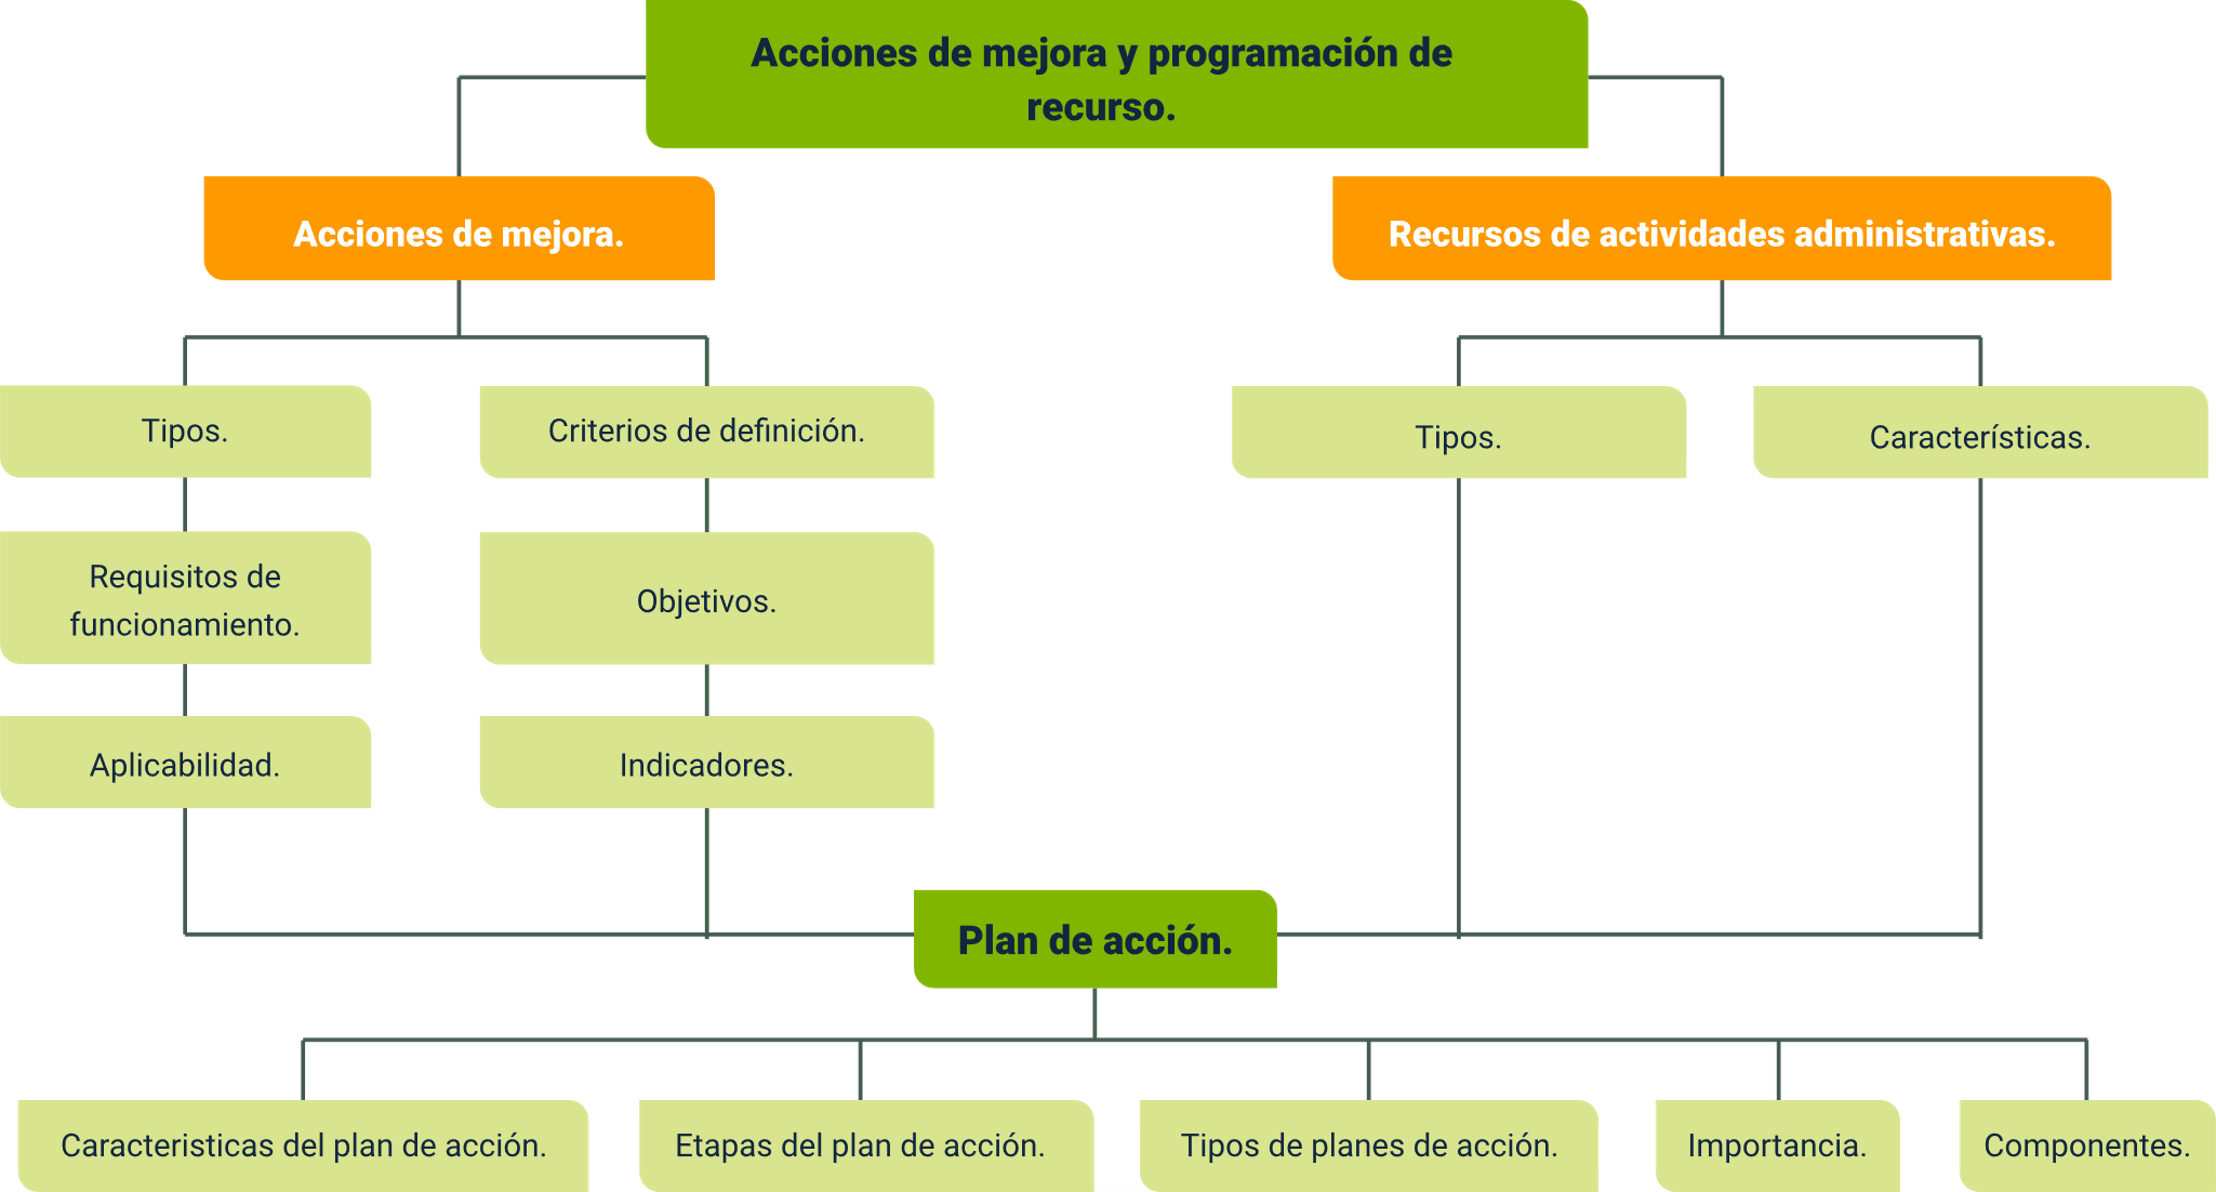 Acciones de mejora y programación de
recurso.
Acciones de mejora.
Recursos de actividades administrativas.
Tipos.
Criterios de definición.
Tipos.
Características.
Requisitos de
funcionamiento.
Objetivos.
Aplicabilidad.
Indicadores.
Plan de acción.
Caracteristicas del plan de acción.
Etapas del plan de acción.
Tipos de planes de acción.
Importancia.
Componentes.